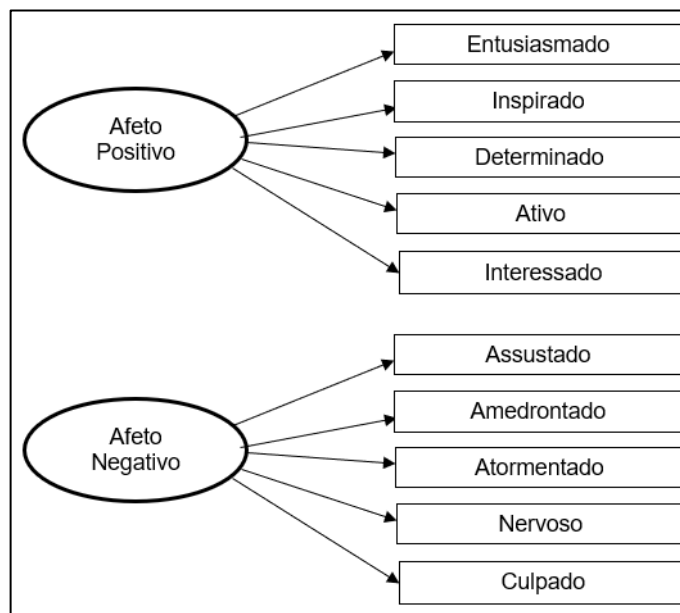 Afeto
Positivo
Entusiasmado
Inspirado
Determinado
Ativo
Interessado
Afeto
Negativo
Assustado
Amedrontado
Atormentado
Nervoso
Culpado